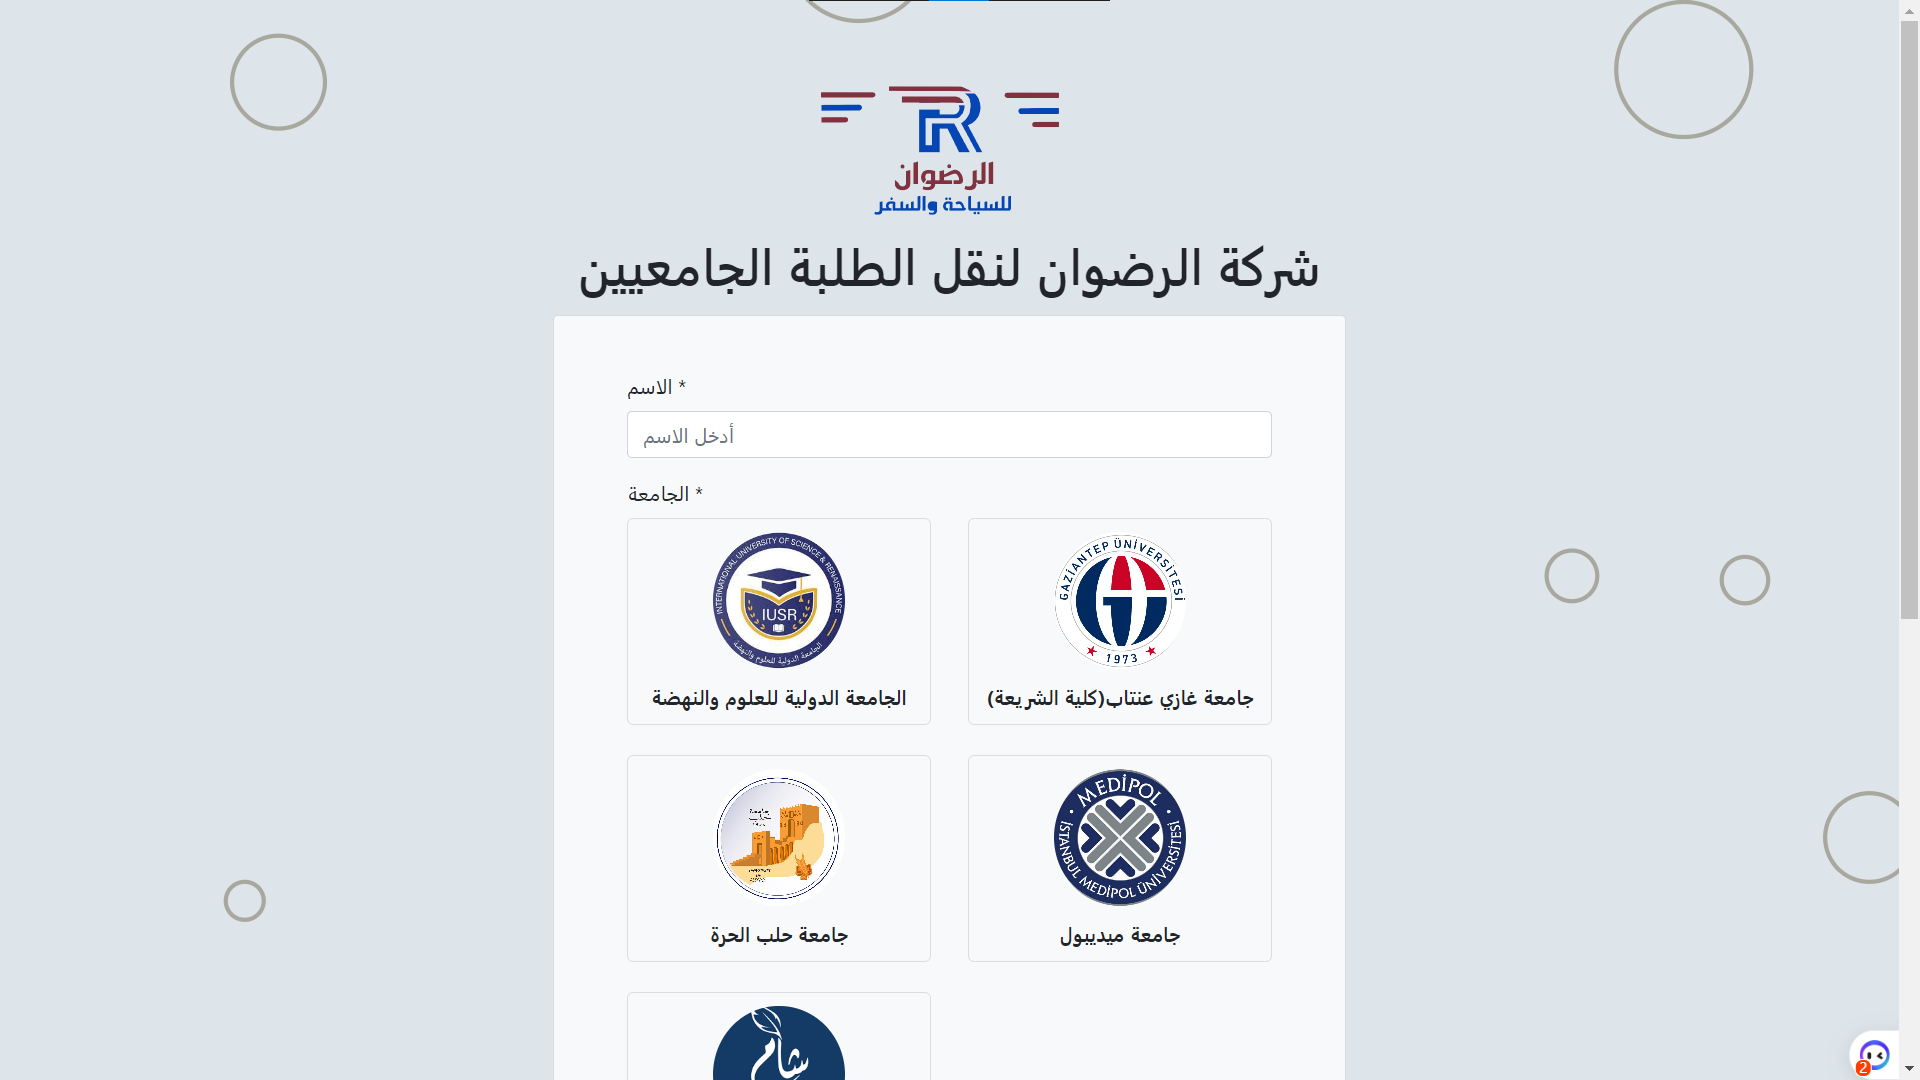 الرضوان
للسياحة والسفر
شركة الرضوان لنقل الطلبة الجامعيين
* الاسم
أدخل الاسم
* الجامعة
INTERNATIONAL UNIVERSITY OF SCIENCE & RENAISSANCE
IUSR
الجامعة الدولية للعلوم والنهضة
الجامعة الدولية للعلوم والنهضة
GAZİANTEP ÜNİVERSİTESİ
1973
جامعة غازي عنتاب(كلية الشريعة)
جامعة حلب الحرة
MEDİPOL
İSTANBUL MEDİPOL ÜNİVERSİTESİ
جامعة ميديبول
شام
2